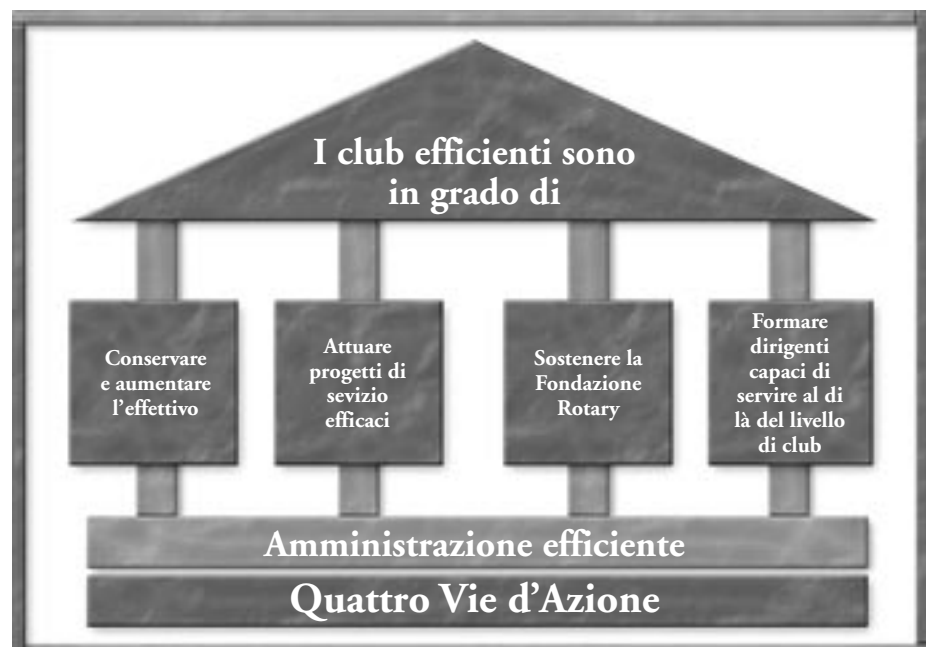 I club efficienti sono
in grado di
Conservare
e aumentare
l'effettivo
Attuare
progetti di
sevizio
efficaci
Sostenere la
Fondazione
Rotary
Formare
dirigenti
capaci di
servire al di
là del livello
di club
Amministrazione efficiente
Quattro Vie d'Azione